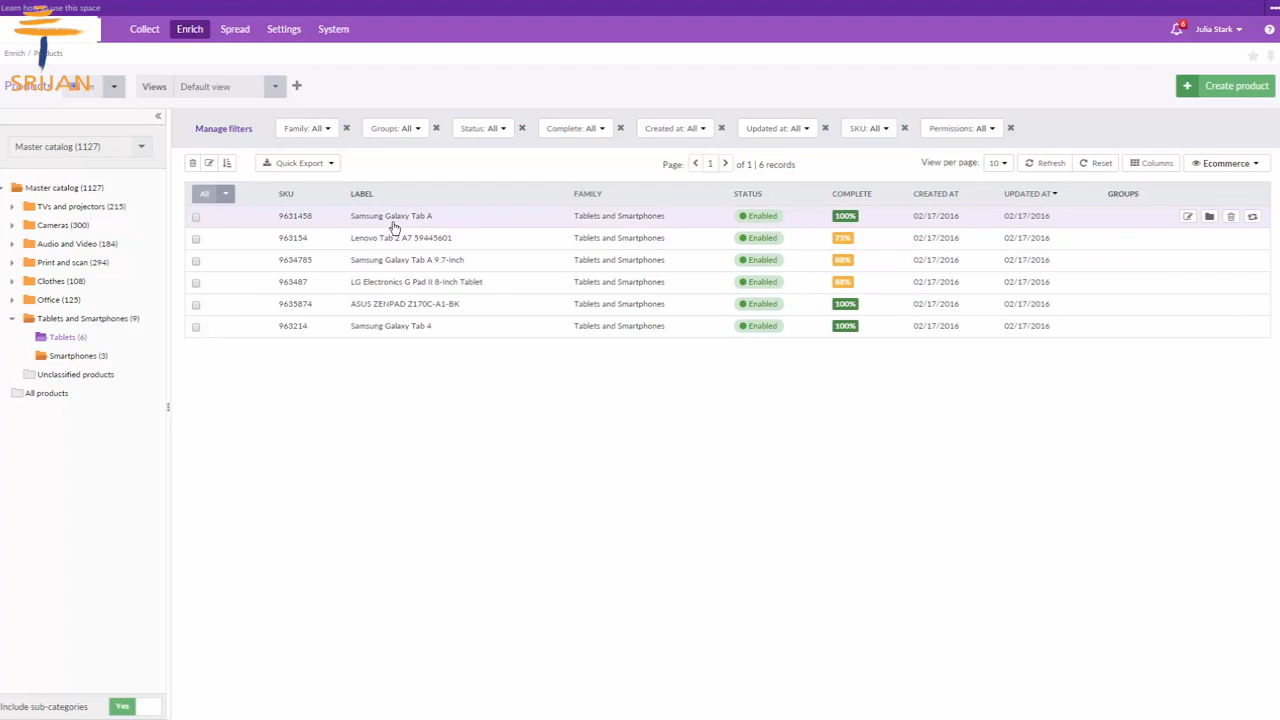 Learn how to use this space
Collect Enrich Spread Settings System 6 Julia Stark
Enrich / Products
SRIJAN
Products en Views Default view Create product
Master catalog (1127)
Master catalog (1127)
TVs and projectors (215)
Cameras (300)
Audio and Video (184)
Print and scan (294)
Clothes (108)
Office (125)
Tablets and Smartphones (9)
Tablets (6)
Smartphones (3)
Unclassified products
All products
Include sub-categories Yes
Manage filters Family: All Groups: All Status: All Complete: All Created at: All Updated at: All SKU: All Permissions: All
Quick Export Page: 1 of 1 | 6 records View per page: 10 Refresh Reset Columns Ecommerce
All SKU LABEL FAMILY STATUS COMPLETE CREATED AT UPDATED AT GROUPS
9631458 Samsung Galaxy Tab A Tablets and Smartphones Enabled 100% 02/17/2016 02/17/2016
963154 Lenovo Tab 2 A7 59445601 Tablets and Smartphones Enabled 73% 02/17/2016 02/17/2016
9634785 Samsung Galaxy Tab A 9.7-Inch Tablets and Smartphones Enabled 88% 02/17/2016 02/17/2016
963487 LG Electronics G Pad II 8-Inch Tablet Tablets and Smartphones Enabled 88% 02/17/2016 02/17/2016
9635874 ASUS ZENPAD Z170C-A1-BK Tablets and Smartphones Enabled 100% 02/17/2016 02/17/2016
963214 Samsung Galaxy Tab 4 Tablets and Smartphones Enabled 100% 02/17/2016 02/17/2016